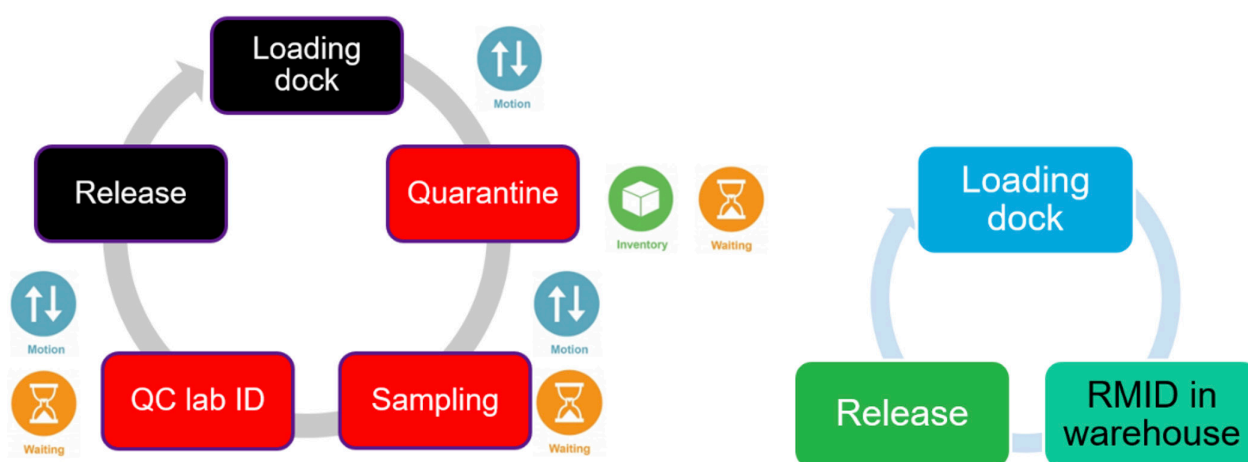 Loading
dock
Motion
Release
Quarantine
Inventory
Waiting
Motion
Waiting
QC lab ID
Sampling
Motion
Waiting
Loading
dock
Release
RMID in
warehouse